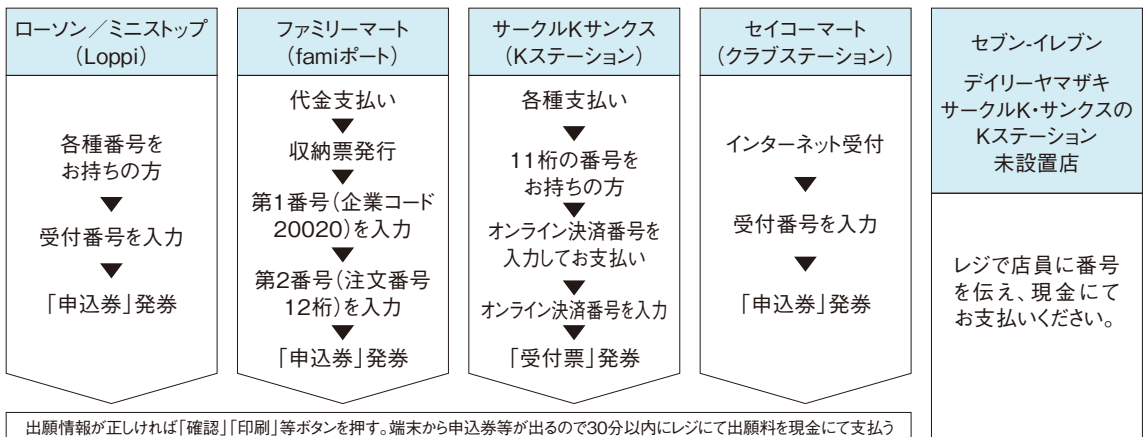 ローソン／ミニストップ
（Loppi）
各種番号を
お持ちの方
▼
受付番号を入力
▼
「申込券」発券
ファミリーマート
（famiポート）
代金支払い
▼
収納票発行
▼
第1番号（企業コード
20020）を入力
▼
第2番号（注文番号
12桁）を入力
▼
「申込券」発券
サークルKサンクス
（Kステーション）
各種支払い
▼
11桁の番号を
お持ちの方
▼
オンライン決済番号を
入力してお支払い
▼
オンライン決済番号を入力
▼
「受付票」発券
セイコーマート
（クラブステーション）
インターネット受付
▼
受付番号を入力
▼
「申込券」発券
セブン-イレブン
デイリーヤマザキ
サークルK・サンクスの
Kステーション
未設置店
レジで店員に番号
を伝え、現金にて
お支払いください。
出願情報が正しければ「確認」「印刷」等ボタンを押す。端末から申込券等が出るので30分以内にレジにて出願料を現金にて支払う